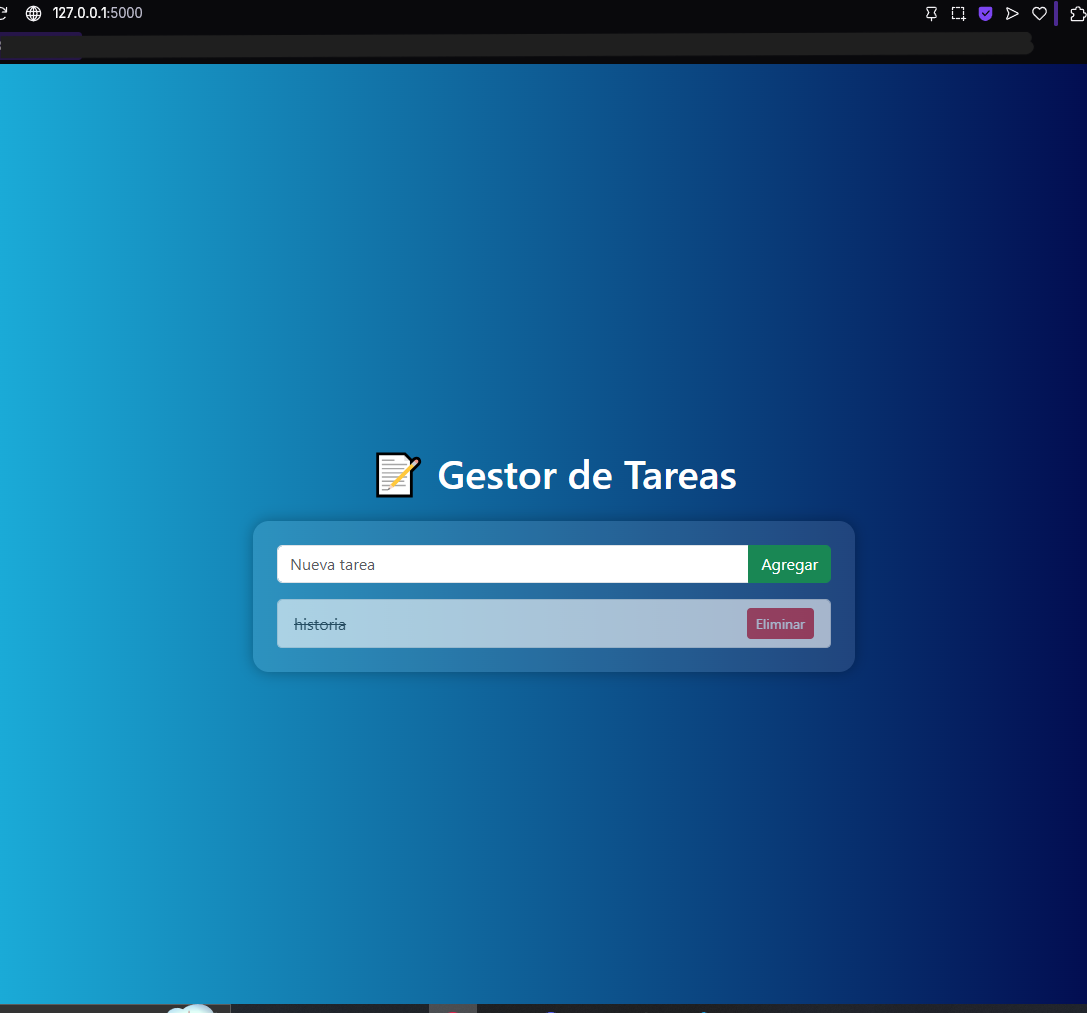 127.0.0.1:5000
Gestor de Tareas
Nueva tarea
Agregar
historia
Eliminar